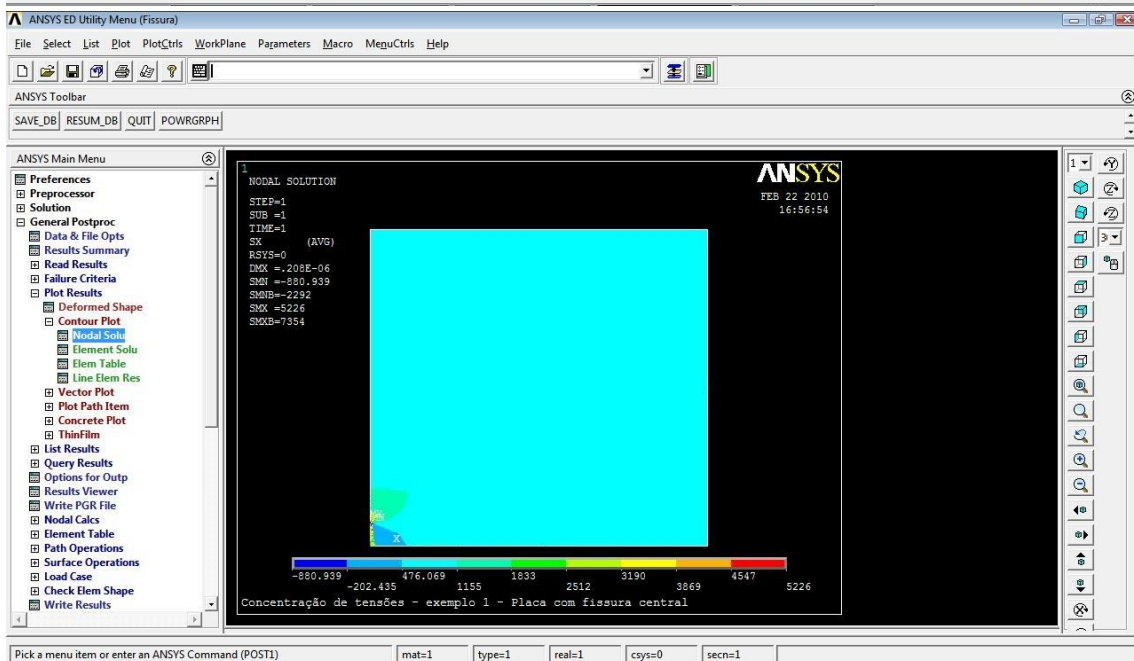 ANSYS ED Utility Menu (Fissura)
File Select List Plot PlotCtrls WorkPlane Parameters Macro MenuCtrls Help
ANSYS Toolbar
SAVE_DB RESUM_DB QUIT POWRGRPH
ANSYS Main Menu
Preferences
Preprocessor
Solution
General Postproc
Data & File Opts
Results Summary
Read Results
Failure Criteria
Plot Results
Deformed Shape
Contour Plot
Nodal Solu
Element Solu
Elem Table
Line Elem Res
Vector Plot
Plot Path Item
Concrete Plot
ThinFilm
List Results
Query Results
Options for Outp
Results Viewer
Write PGR File
Nodal Calcs
Element Table
Path Operations
Surface Operations
Load Case
Check Elem Shape
Write Results
1
NODAL SOLUTION
STEP=1
SUB =1
TIME=1
SX (AVG)
RSYS=0
DMX =.208E-06
SMN =-880.939
SMNB=-2292
SMX =5226
SMXB=7354
ANSYS
FEB 22 2010
16:56:54
X
-880.939 476.069 1833 3190 4547
-202.435 1155 2512 3869 5226
Concentração de tensões - exemplo 1 - Placa com fissura central
1
Pick a menu item or enter an ANSYS Command (POST1) mat=1 type=1 real=1 csys=0 secn=1